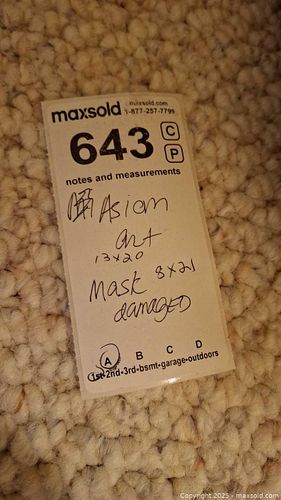 maxsold maxsold.com
1-877-257-7799
643 C
P
notes and measurements
Asian
art
13x20
Mask 8x21
damaged
A B C D
1st•2nd•3rd•bsmt•garage•outdoors
Copyright 2025 - maxsold.com